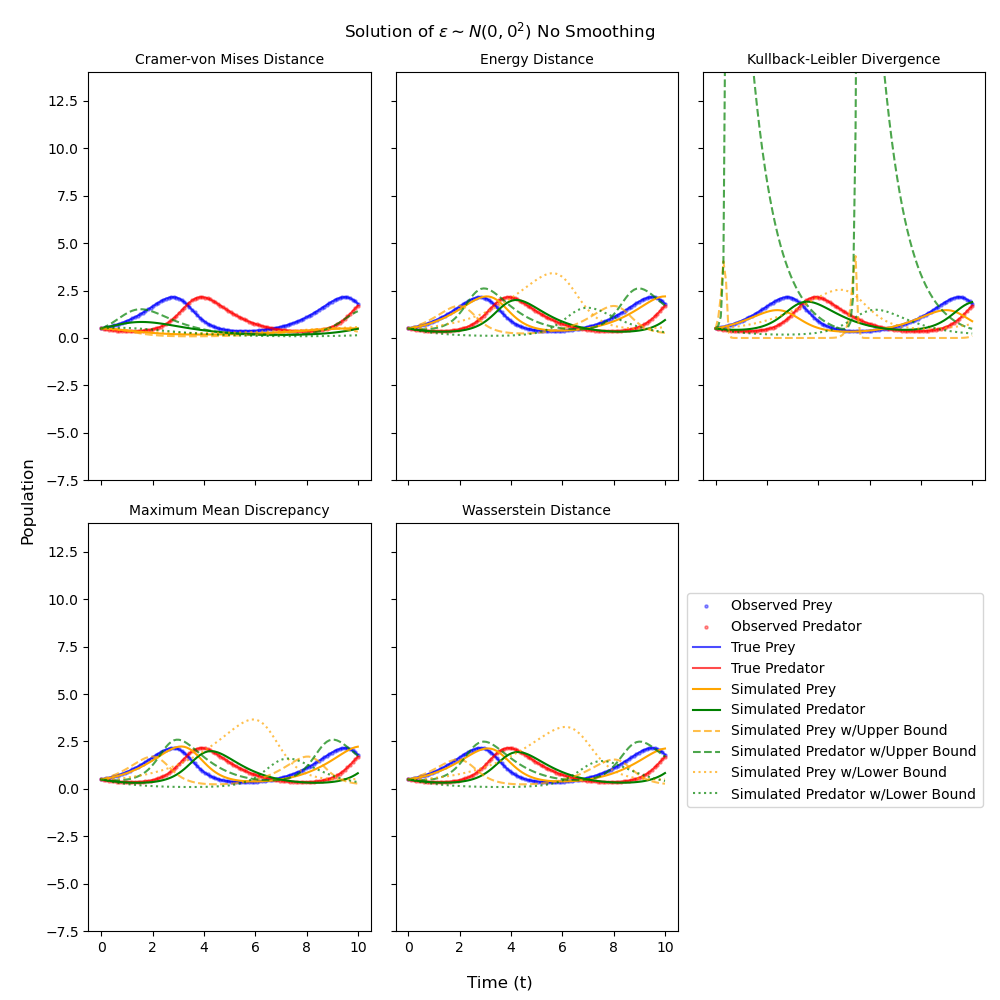 Solution of ε ∼ N(0, 0²) No Smoothing
Cramer-von Mises Distance
Energy Distance
Kullback-Leibler Divergence
12.5
10.0
7.5
5.0
2.5
0.0
−2.5
−5.0
−7.5
Population
Maximum Mean Discrepancy
Wasserstein Distance
12.5
10.0
7.5
5.0
2.5
0.0
−2.5
−5.0
−7.5
0 2 4 6 8 10
0 2 4 6 8 10
Time (t)
Observed Prey
Observed Predator
True Prey
True Predator
Simulated Prey
Simulated Predator
Simulated Prey w/Upper Bound
Simulated Predator w/Upper Bound
Simulated Prey w/Lower Bound
Simulated Predator w/Lower Bound